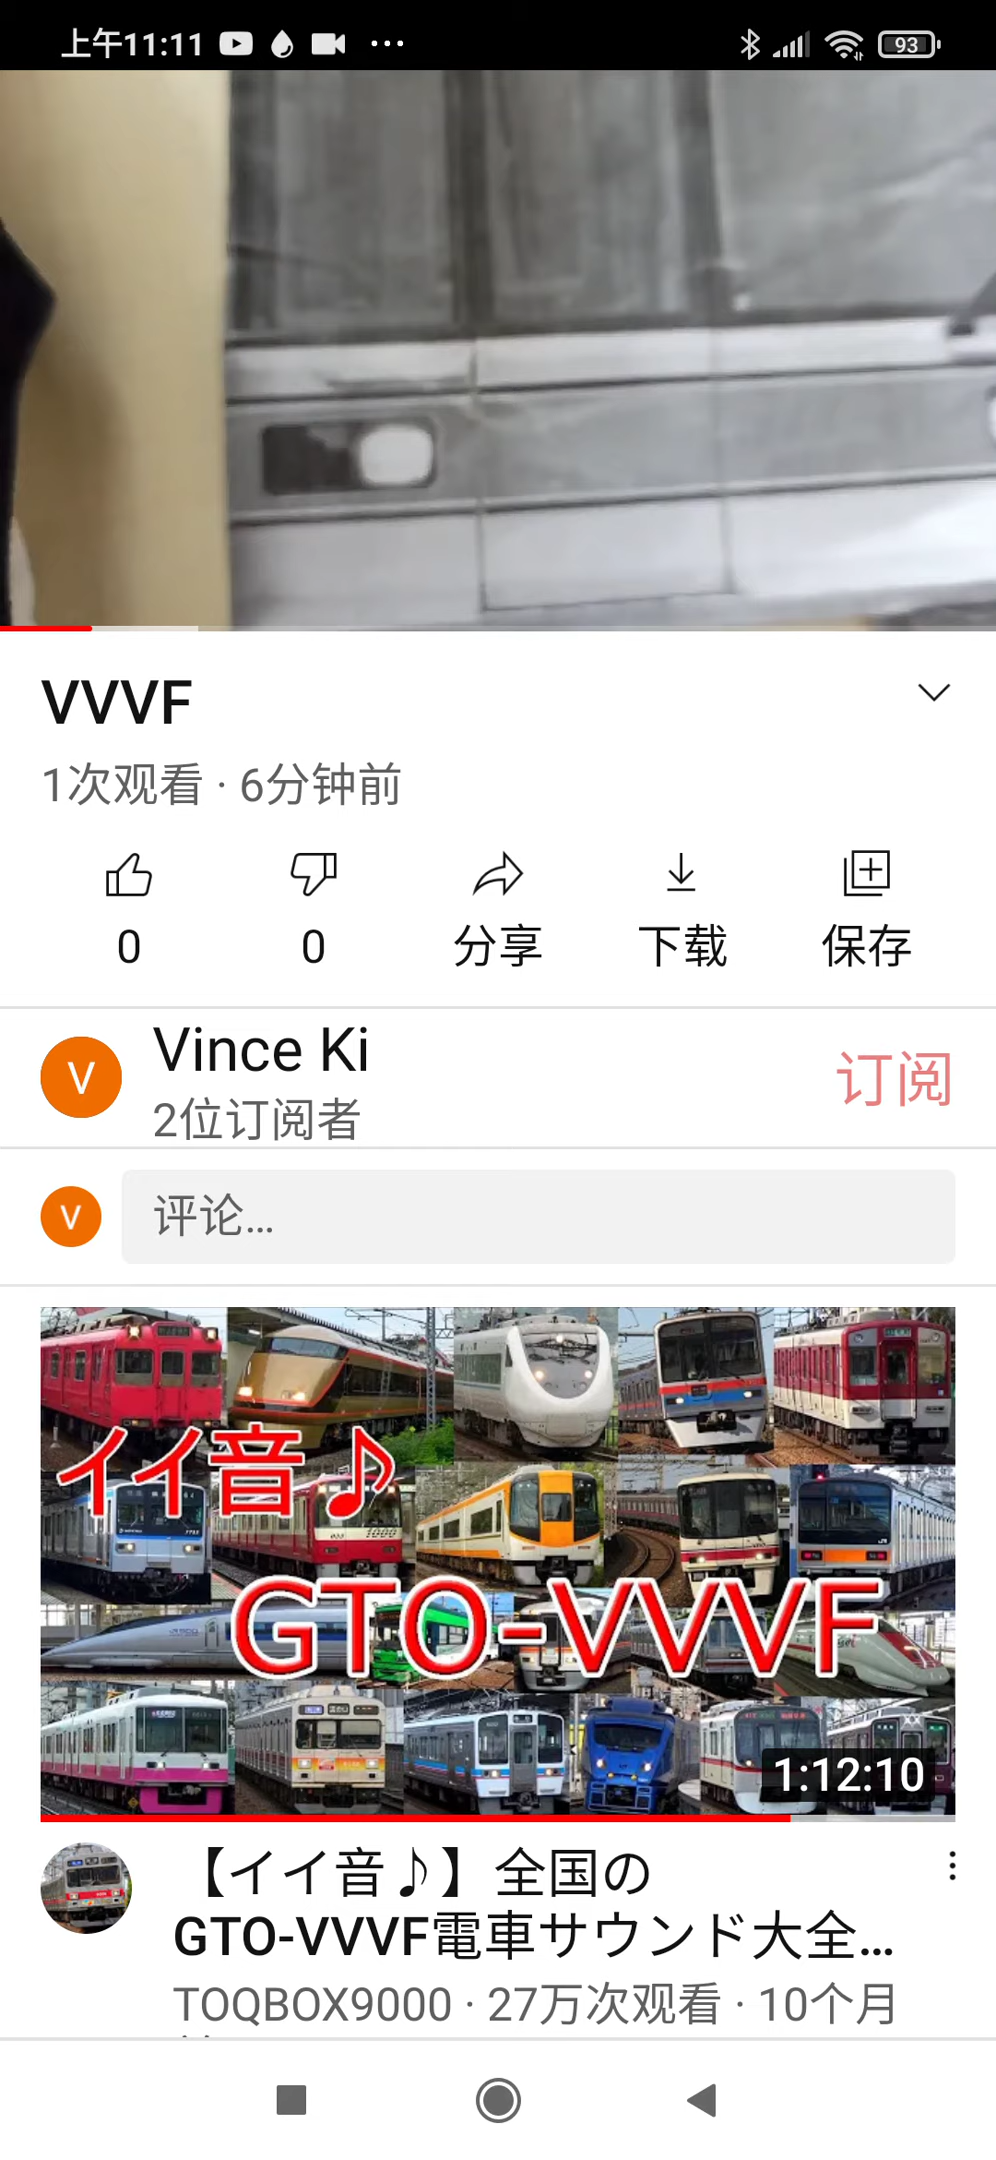 上午11:11
93
VVVF
1次观看 · 6分钟前
0
0
分享
下载
保存
V
Vince Ki
2位订阅者
订阅
V
评论...
イイ音♪
GTO-VVVF
1:12:10
【イイ音♪】全国の
GTO-VVVF電車サウンド大全...
TOQBOX9000 · 27万次观看 · 10个月